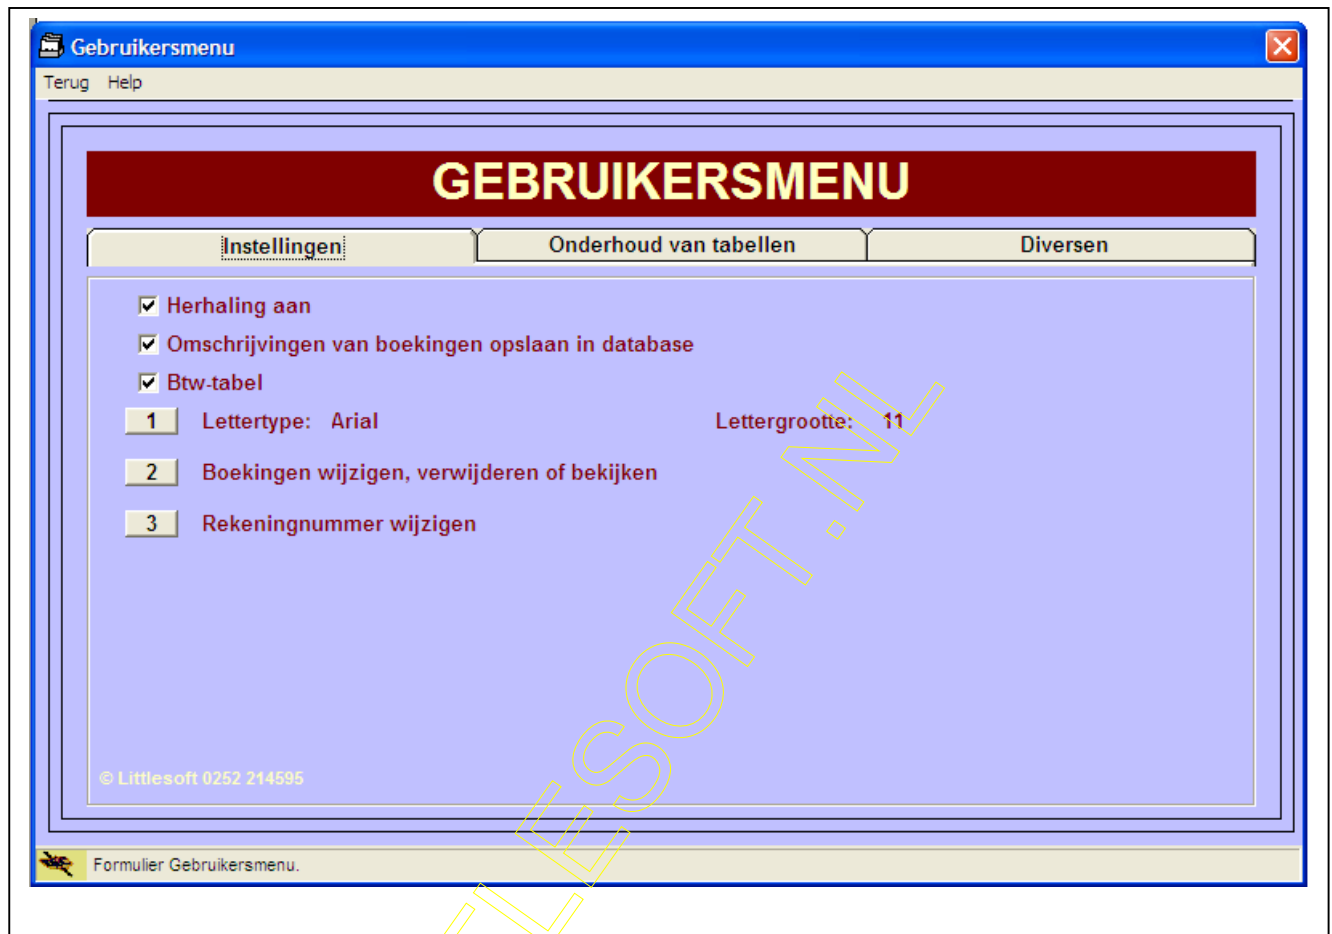 Gebruikersmenu
Terug Help
GEBRUIKERSMENU
Instellingen Onderhoud van tabellen Diversen
Herhaling aan
Omschrijvingen van boekingen opslaan in database
Btw-tabel
1 Lettertype: Arial Lettergrootte: 11
2 Boekingen wijzigen, verwijderen of bekijken
3 Rekeningnummer wijzigen
© Littlesoft 0252 214595
Formulier Gebruikersmenu.
LESOFT.NL